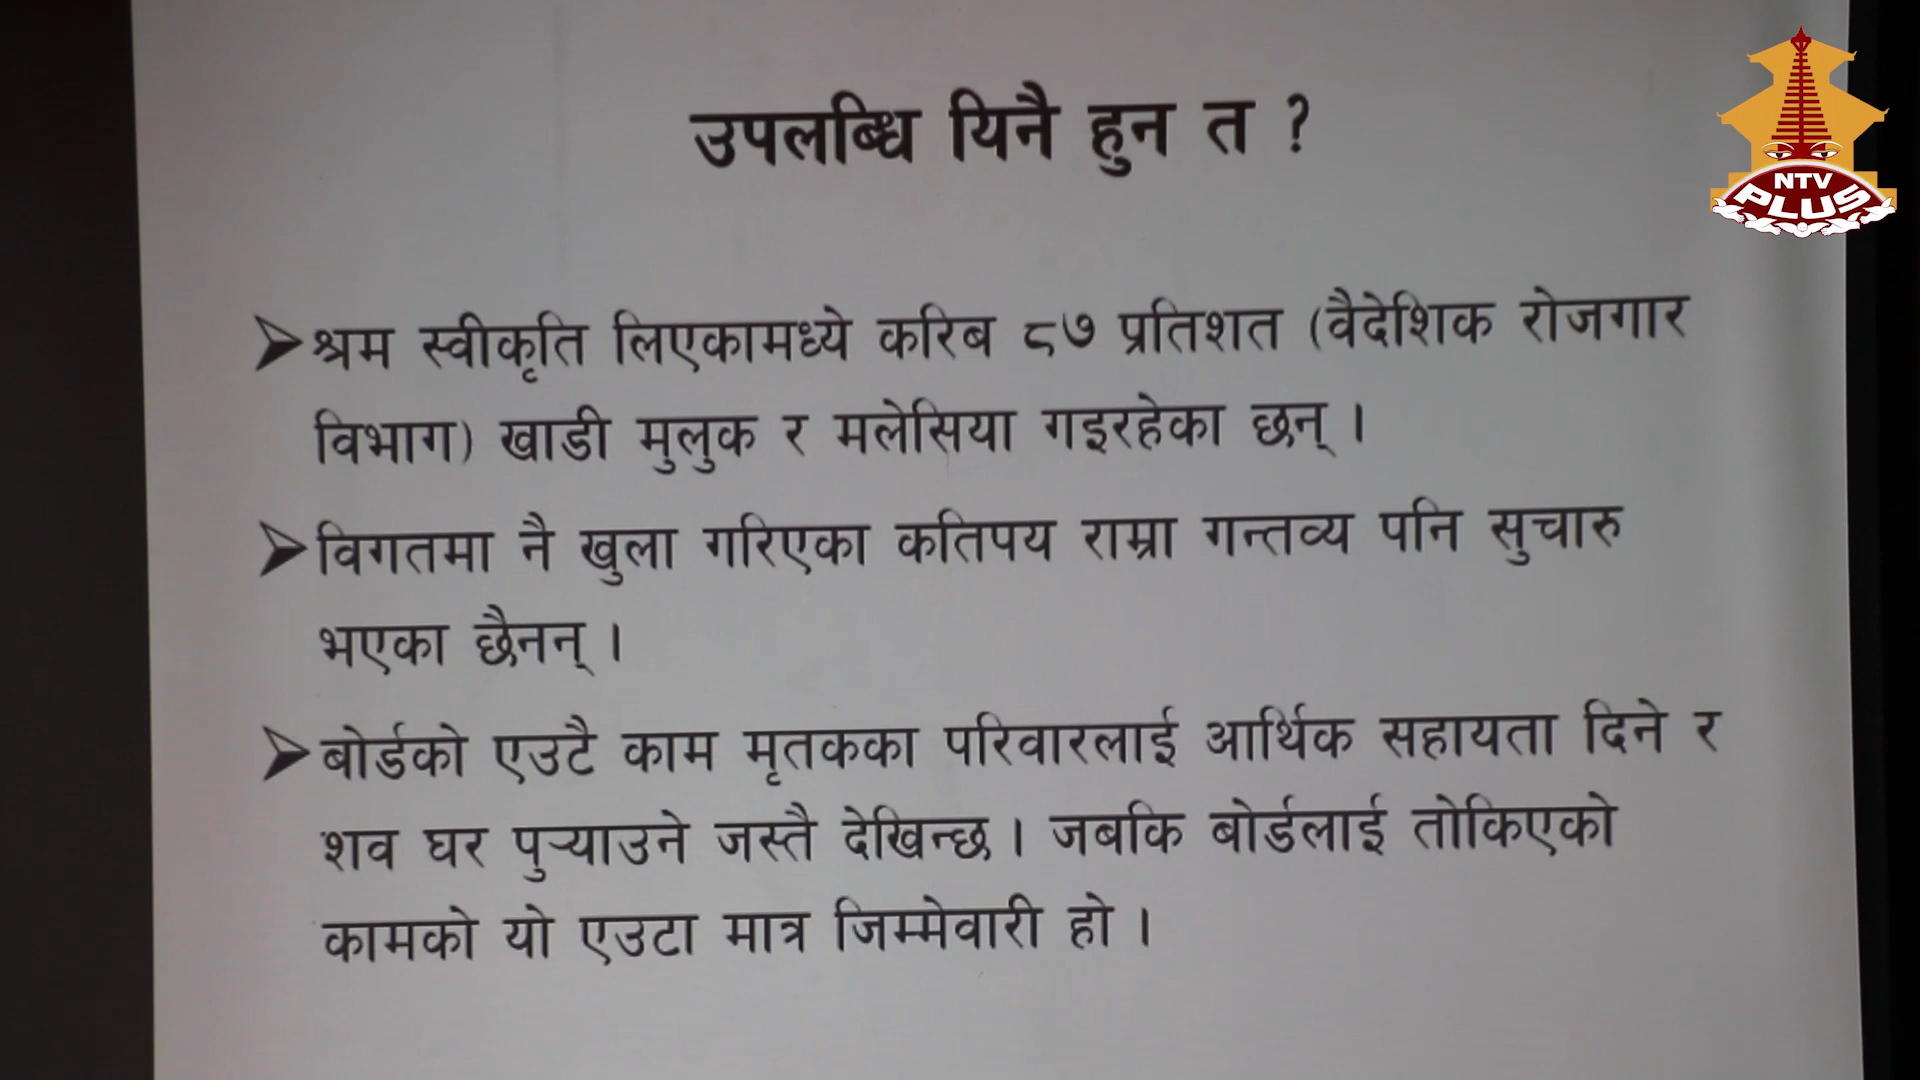 उपलब्धि यिनै हुन त ?
NTV
PLUS
➤श्रम स्वीकृति लिएकामध्ये करिब ८७ प्रतिशत (वैदेशिक रोजगार
विभाग) खाडी मुलुक र मलेसिया गइरहेका छन् ।
➤विगतमा नै खुला गरिएका कतिपय राम्रा गन्तव्य पनि सुचारु
भएका छैनन् ।
➤बोर्डको एउटै काम मृतकका परिवारलाई आर्थिक सहायता दिने र
शव घर पुर्‍याउने जस्तै देखिन्छ । जबकि बोर्डलाई तोकिएको
कामको यो एउटा मात्र जिम्मेवारी हो ।